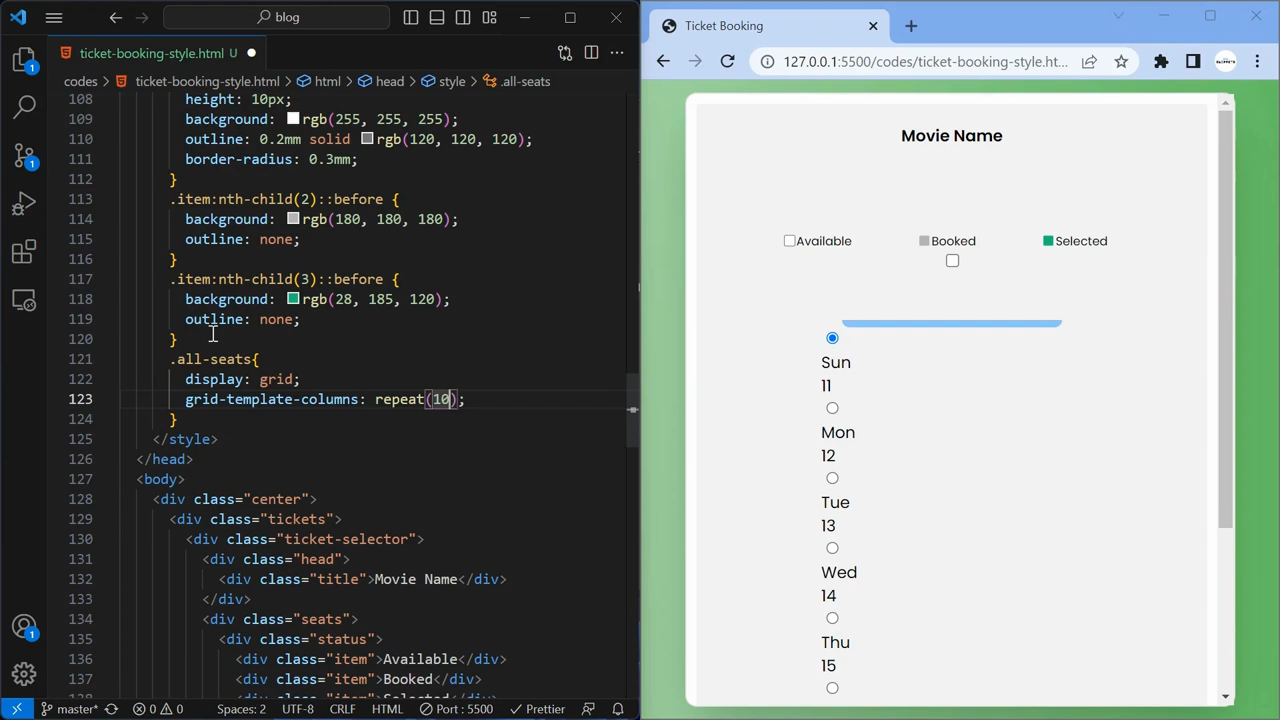 blog
ticket-booking-style.html U
codes > ticket-booking-style.html > html > head > style > .all-seats
108 height: 10px;
109 background: rgb(255, 255, 255);
110 outline: 0.2mm solid rgb(120, 120, 120);
111 border-radius: 0.3mm;
112 }
113 .item:nth-child(2)::before {
114 background: rgb(180, 180, 180);
115 outline: none;
116 }
117 .item:nth-child(3)::before {
118 background: rgb(28, 185, 120);
119 outline: none;
120 }
121 .all-seats{
122 display: grid;
123 grid-template-columns: repeat(10);
124 }
125 </style>
126 </head>
127 <body>
128 <div class="center">
129 <div class="tickets">
130 <div class="ticket-selector">
131 <div class="head">
132 <div class="title">Movie Name</div>
133 </div>
134 <div class="seats">
135 <div class="status">
136 <div class="item">Available</div>
137 <div class="item">Booked</div>
138 <div class="item">Selected</div>
1
1
1
master* 0 0 Spaces: 2 UTF-8 CRLF HTML Port : 5500 Prettier
Ticket Booking
127.0.0.1:5500/codes/ticket-booking-style.ht...
Movie Name
Available Booked Selected
Sun
11
Mon
12
Tue
13
Wed
14
Thu
15